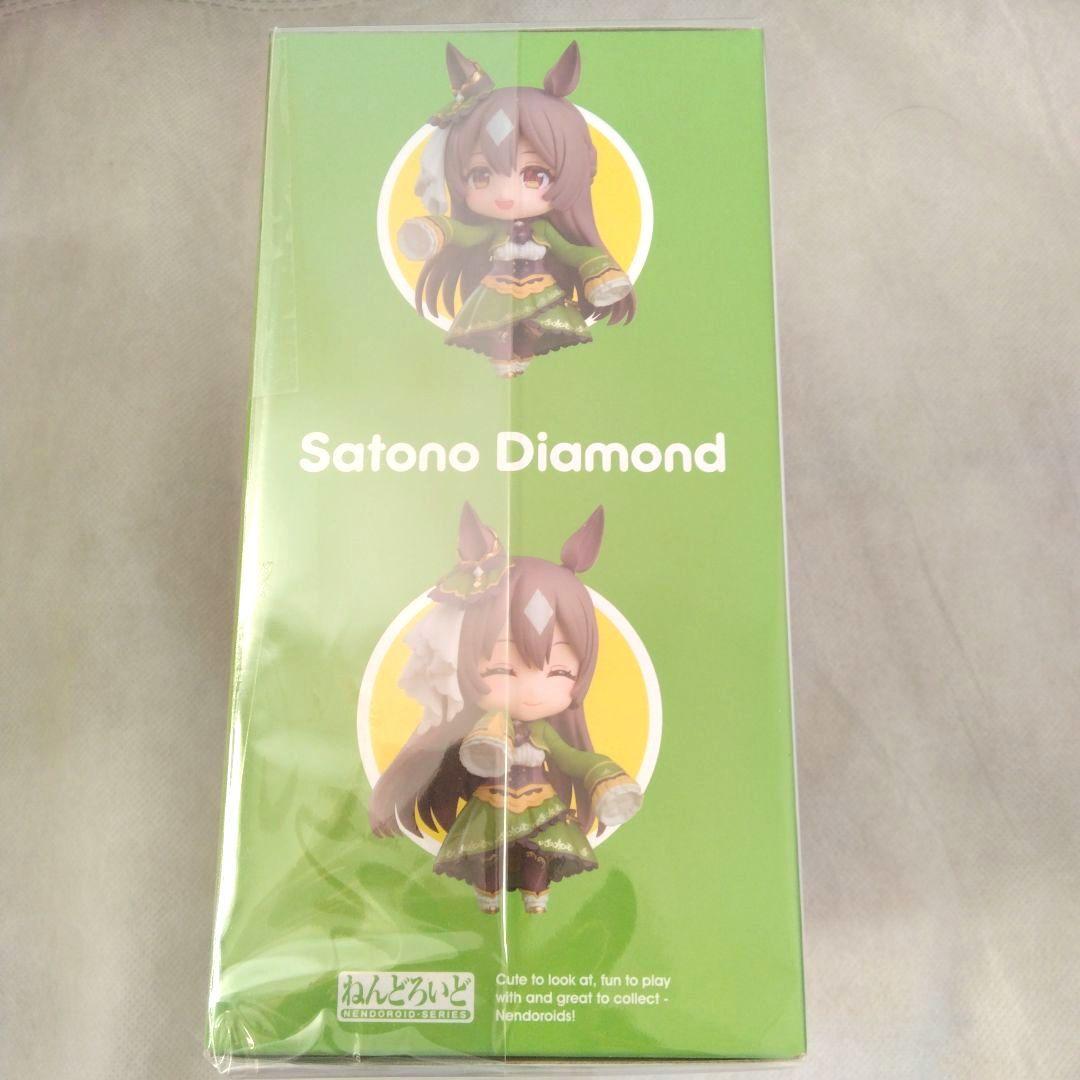 Satono Diamond
ねんどろいど
NENDOROID-SERIES
Cute to look at, fun to play
with and great to collect -
Nendoroids!